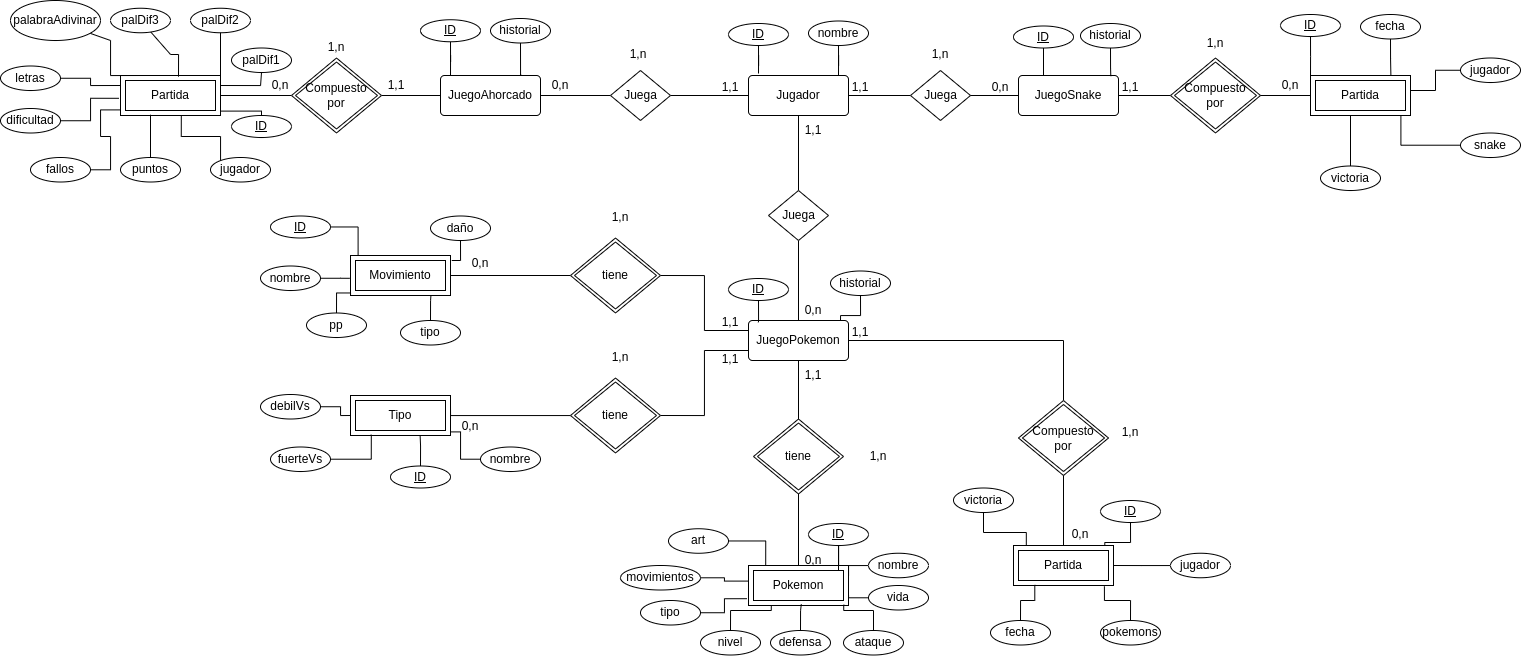 palabraAdivinar
palDif3
palDif2
palDif1
letras
dificultad
fallos
puntos
jugador
ID
Partida
0,n
1,n
Compuesto
por
1,1
ID
historial
JuegoAhorcado
0,n
1,n
Juega
1,1
ID
nombre
Jugador
1,1
1,n
Juega
0,n
ID
historial
JuegoSnake
1,1
1,n
Compuesto
por
0,n
ID
fecha
jugador
Partida
snake
victoria
1,1
Juega
0,n
ID
historial
JuegoPokemon
1,1
1,1
1,1
1,1
ID
daño
nombre
Movimiento
pp
tipo
0,n
1,n
tiene
debilVs
Tipo
fuerteVs
ID
nombre
0,n
1,n
tiene
tiene
1,n
0,n
art
ID
movimientos
nombre
Pokemon
tipo
vida
nivel
defensa
ataque
Compuesto
por
1,n
0,n
victoria
ID
Partida
jugador
fecha
pokemons